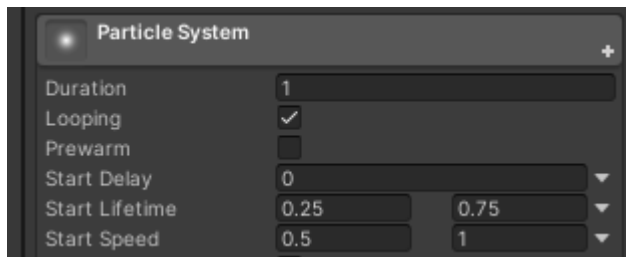 Particle System
Duration 1
Looping
Prewarm
Start Delay 0
Start Lifetime 0.25 0.75
Start Speed 0.5 1